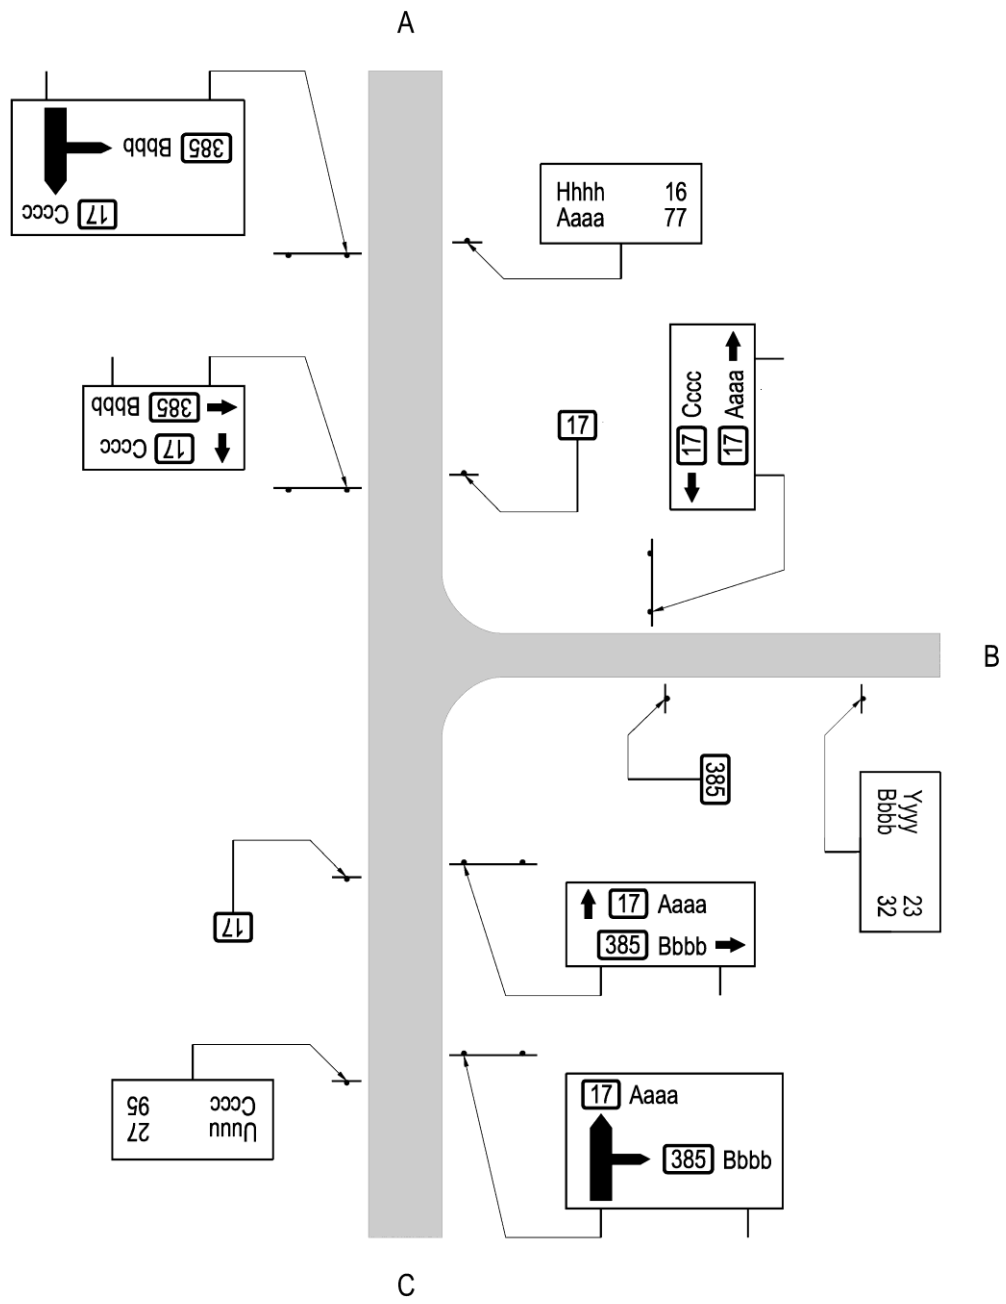 A
385 Bbbb
17 Cccc
Hhhh 16
Aaaa 77
385 Bbbb
17 Cccc
17
17 Cccc
17 Aaaa
B
385
Yyyy 23
Bbbb 32
17
17 Aaaa
385 Bbbb
Uuuu 27
Cccc 95
17 Aaaa
385 Bbbb
C